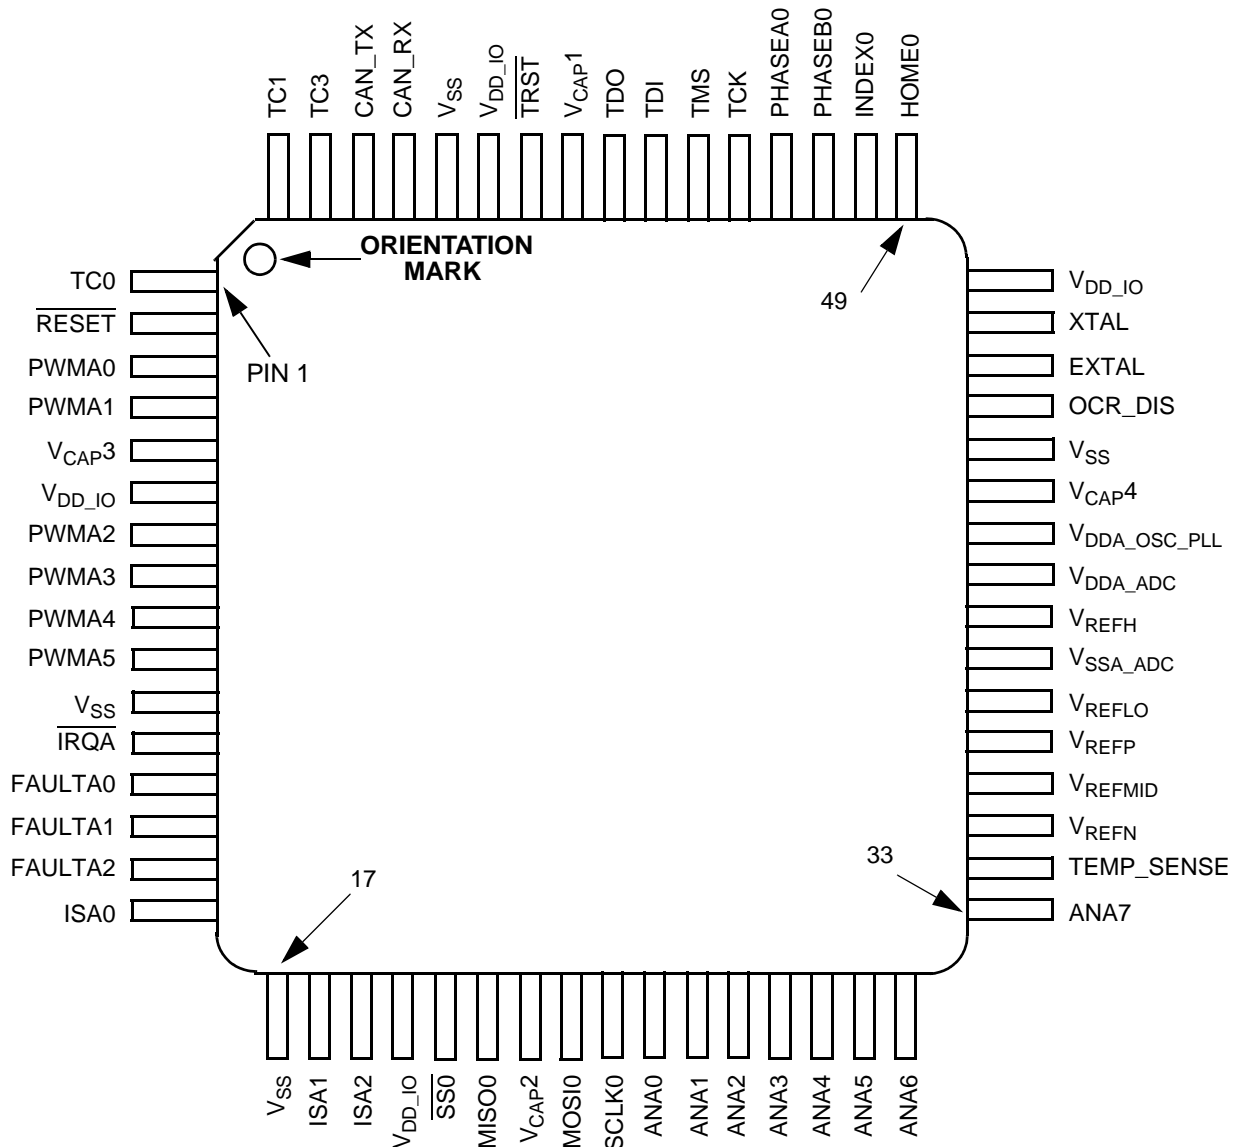 TC1
TC3
CAN_TX
CAN_RX
VSS
VDD_IO
TRST
VCAP1
TDO
TDI
TMS
TCK
PHASEA0
PHASEB0
INDEX0
HOME0
ORIENTATION
MARK
49
PIN 1
TC0
RESET
PWMA0
PWMA1
VCAP3
VDD_IO
PWMA2
PWMA3
PWMA4
PWMA5
VSS
IRQA
FAULTA0
FAULTA1
FAULTA2
ISA0
VDD_IO
XTAL
EXTAL
OCR_DIS
VSS
VCAP4
VDDA_OSC_PLL
VDDA_ADC
VREFH
VSSA_ADC
VREFLO
VREFP
VREFMID
VREFN
TEMP_SENSE
ANA7
33
17
VSS
ISA1
ISA2
VDD_IO
SS0
MISO0
VCAP2
MOSI0
SCLK0
ANA0
ANA1
ANA2
ANA3
ANA4
ANA5
ANA6